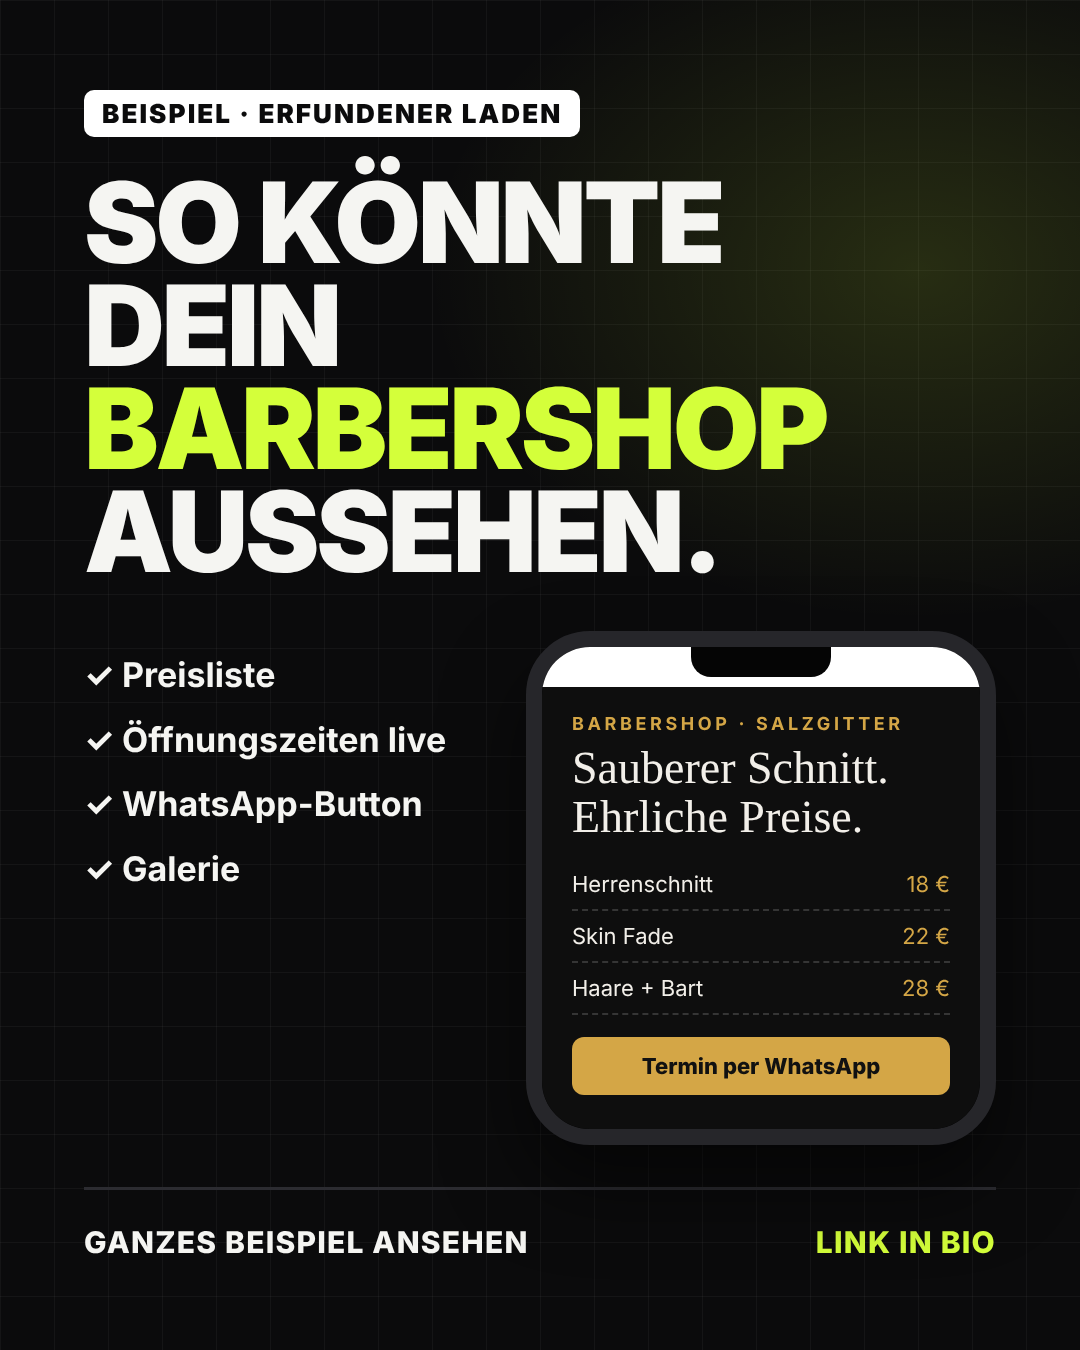 BEISPIEL · ERFUNDENER LADEN
SO KÖNNTE
DEIN
BARBERSHOP
AUSSEHEN.
✓ Preisliste
✓ Öffnungszeiten live
✓ WhatsApp-Button
✓ Galerie
BARBERSHOP · SALZGITTER
Sauberer Schnitt.
Ehrliche Preise.
Herrenschnitt 18 €
Skin Fade 22 €
Haare + Bart 28 €
Termin per WhatsApp
GANZES BEISPIEL ANSEHEN LINK IN BIO